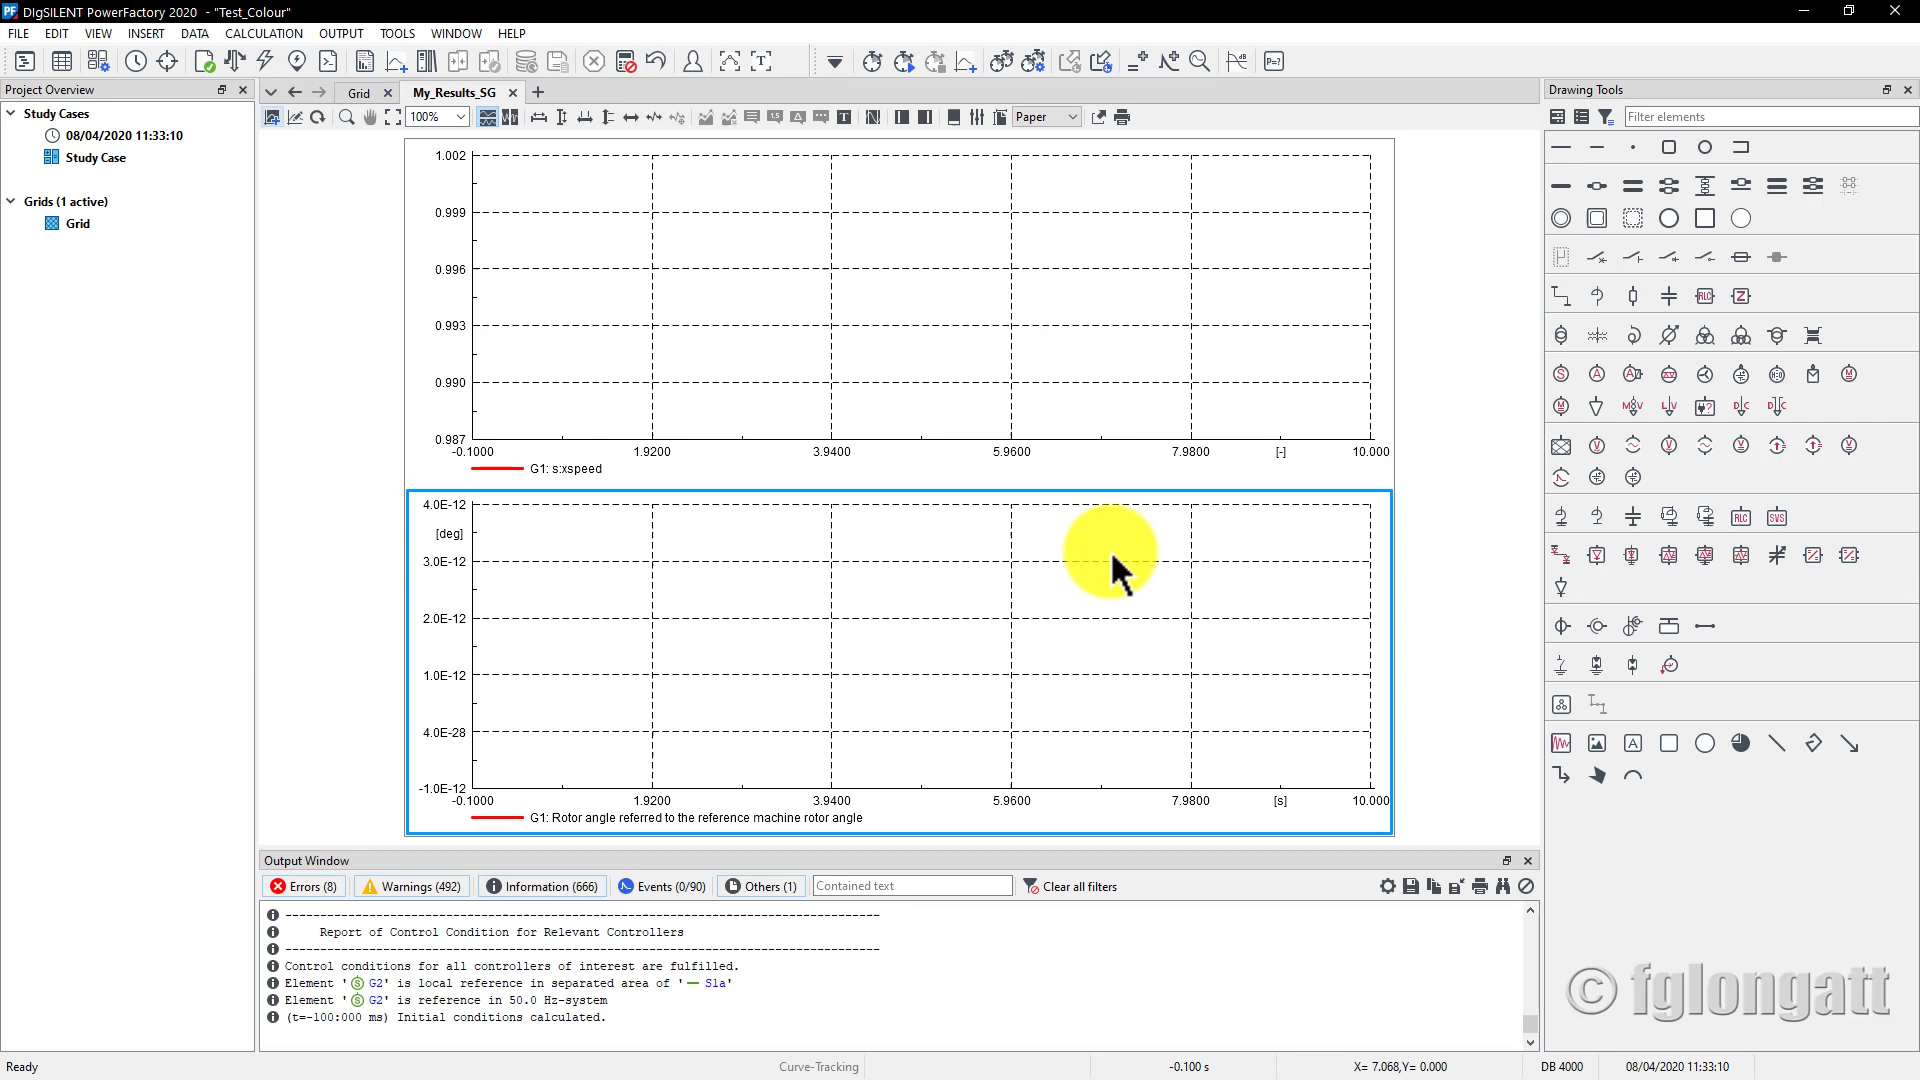 DIgSILENT PowerFactory 2020 - "Test_Colour"
FILE EDIT VIEW INSERT DATA CALCULATION OUTPUT TOOLS WINDOW HELP
Project Overview
Study Cases
08/04/2020 11:33:10
Study Case
Grids (1 active)
Grid
Grid My_Results_SG
100%
Paper
1.002
0.999
0.996
0.993
0.990
0.987
-0.1000 1.9200 3.9400 5.9600 7.9800 [-] 10.000
G1: s:xspeed
4.0E-12
[deg]
3.0E-12
2.0E-12
1.0E-12
4.0E-28
-1.0E-12
-0.1000 1.9200 3.9400 5.9600 7.9800 [s] 10.000
G1: Rotor angle referred to the reference machine rotor angle
Output Window
Errors (8) Warnings (492) Information (666) Events (0/90) Others (1) Contained text Clear all filters
--------------------------------------------------------------------------------------
Report of Control Condition for Relevant Controllers
--------------------------------------------------------------------------------------
Control conditions for all controllers of interest are fulfilled.
Element 'G2' is local reference in separated area of 'S1a'
Element 'G2' is reference in 50.0 Hz-system
(t=-100:000 ms) Initial conditions calculated.
Drawing Tools
Filter elements
© fglongatt
Ready Curve-Tracking -0.100 s X= 7.068,Y= 0.000 DB 4000 08/04/2020 11:33:10